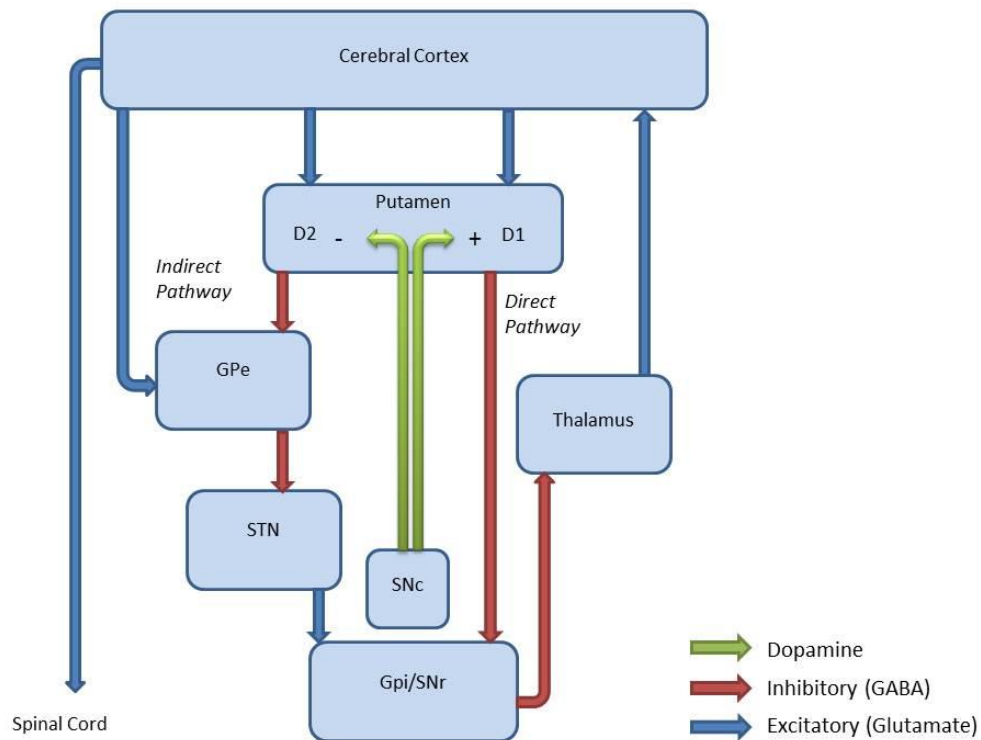 Cerebral Cortex
Putamen
D2 - + D1
Indirect
Pathway
Direct
Pathway
GPe
Thalamus
STN
SNc
Gpi/SNr
Spinal Cord
Dopamine
Inhibitory (GABA)
Excitatory (Glutamate)